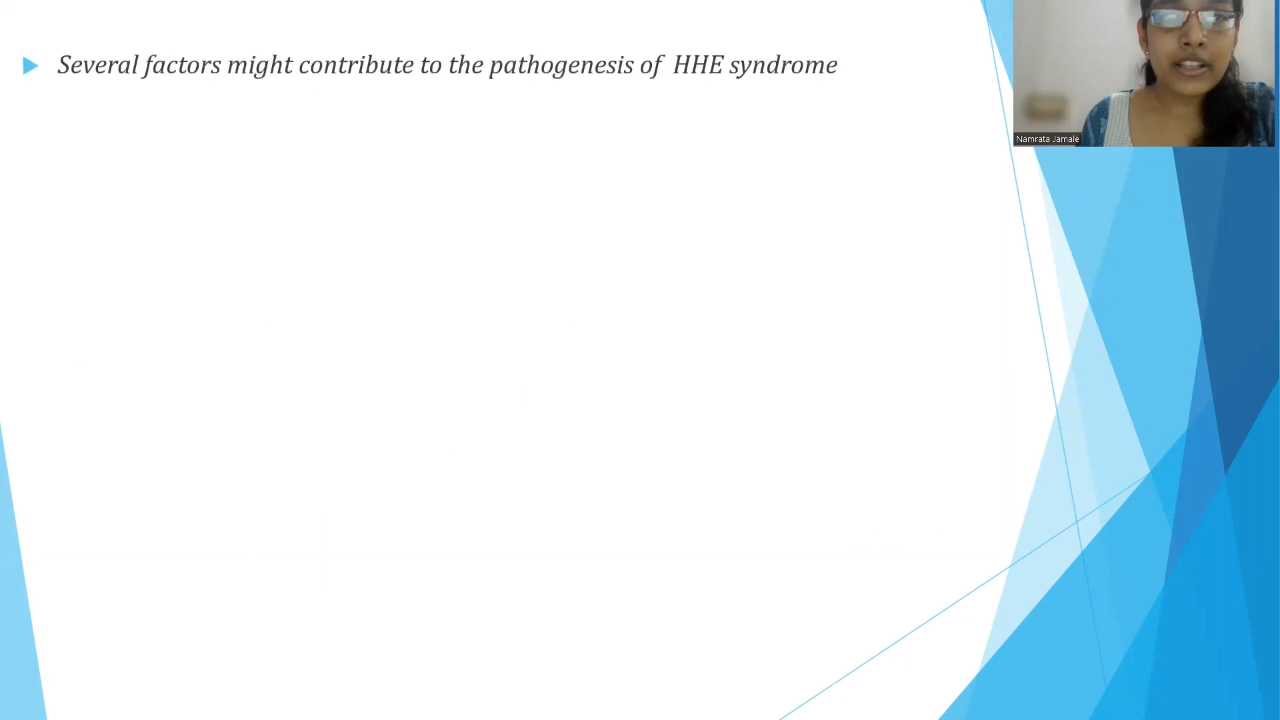 Several factors might contribute to the pathogenesis of HHE syndrome
Namrata Jamale